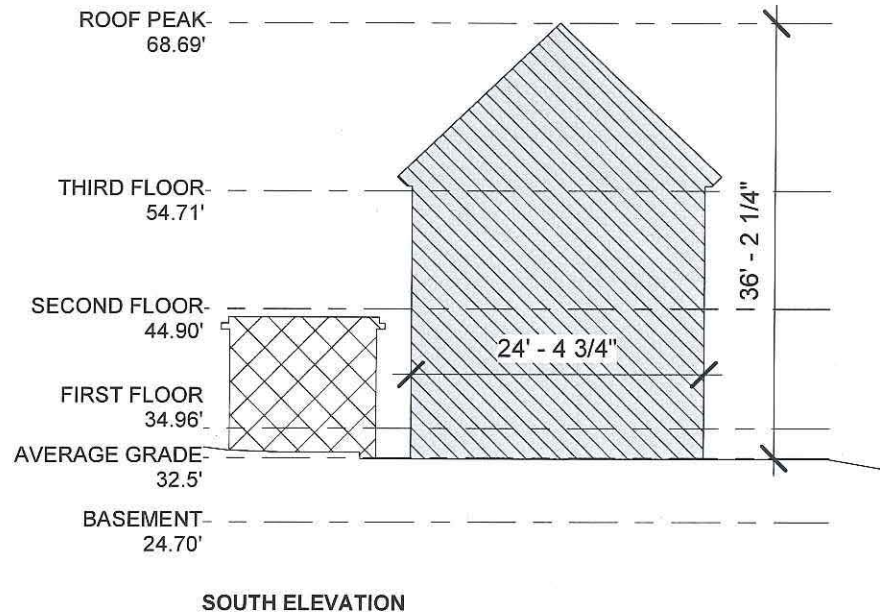 ROOF PEAK
68.69'
THIRD FLOOR
54.71'
SECOND FLOOR
44.90'
FIRST FLOOR
34.96'
AVERAGE GRADE
32.5'
BASEMENT
24.70'
24' - 4 3/4"
36' - 2 1/4"
SOUTH ELEVATION